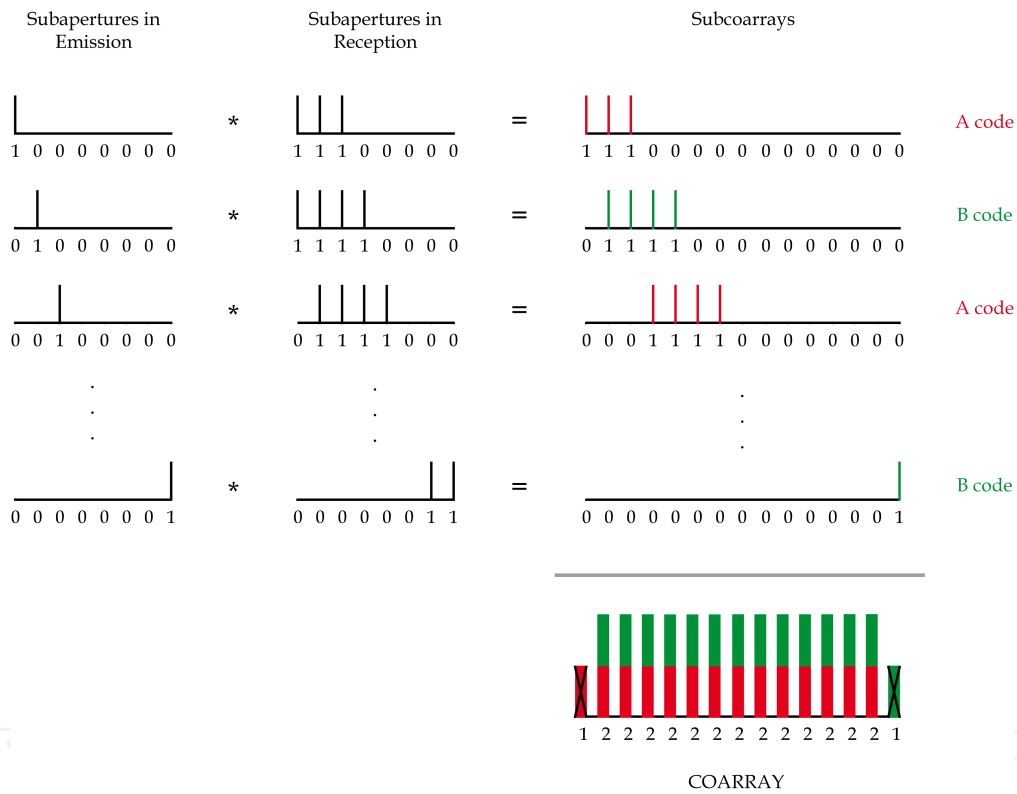 Subapertures in
Emission
Subapertures in
Reception
Subcoarrays
* = A code
1 0 0 0 0 0 0 0 1 1 1 0 0 0 0 0 1 1 1 0 0 0 0 0 0 0 0 0 0 0 0
* = B code
0 1 0 0 0 0 0 0 1 1 1 1 0 0 0 0 0 1 1 1 1 0 0 0 0 0 0 0 0 0 0
* = A code
0 0 1 0 0 0 0 0 0 1 1 1 1 0 0 0 0 0 0 1 1 1 1 0 0 0 0 0 0 0 0
. . .
. . .
. . .
* = B code
0 0 0 0 0 0 0 1 0 0 0 0 0 0 1 1 0 0 0 0 0 0 0 0 0 0 0 0 0 0 1
1 2 2 2 2 2 2 2 2 2 2 2 2 2 1
COARRAY